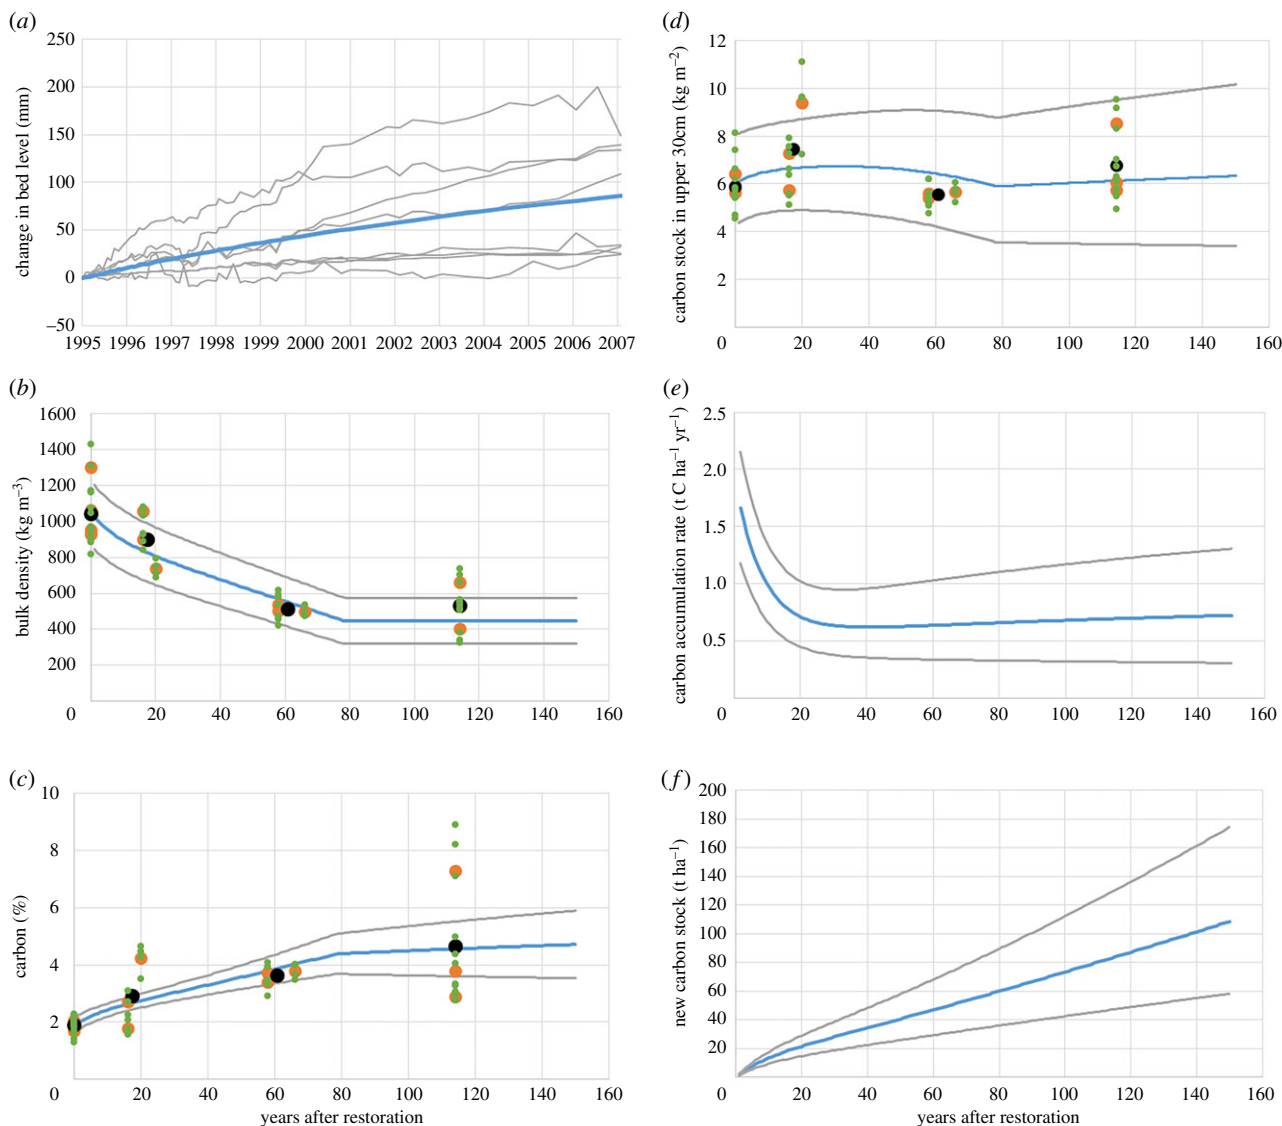 (a)
250
200
150
100
50
0
–50
change in bed level (mm)
1995 1996 1997 1998 1999 2000 2001 2002 2003 2004 2005 2006 2007
(b)
1600
1400
1200
1000
800
600
400
200
0 20 40 60 80 100 120 140 160
bulk density (kg m⁻³)
(c)
10
8
6
4
2
0 20 40 60 80 100 120 140 160
carbon (%)
years after restoration
(d)
12
10
8
6
4
2
0 20 40 60 80 100 120 140 160
carbon stock in upper 30cm (kg m⁻²)
(e)
2.5
2.0
1.5
1.0
0.5
0 20 40 60 80 100 120 140 160
carbon accumulation rate (t C ha⁻¹ yr⁻¹)
(f)
200
180
160
140
120
100
80
60
40
20
0 20 40 60 80 100 120 140 160
new carbon stock (t ha⁻¹)
years after restoration